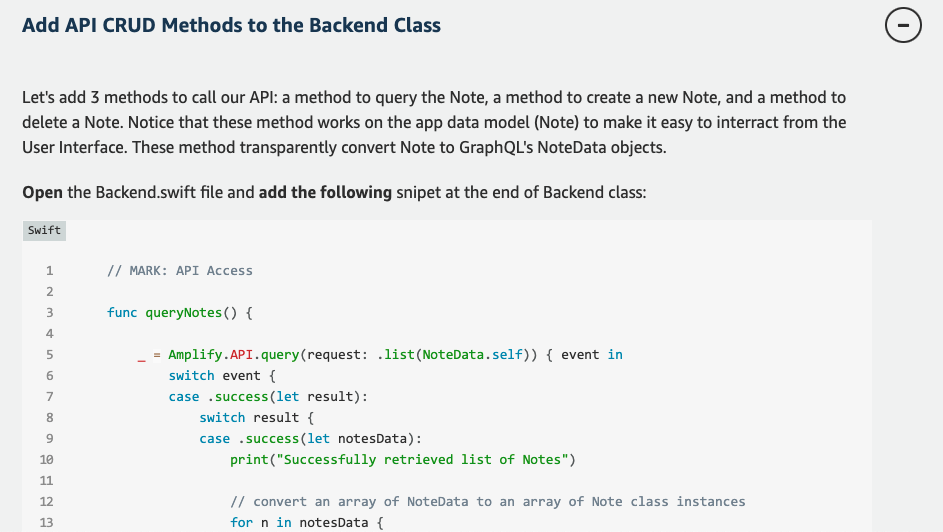 Add API CRUD Methods to the Backend Class
Let's add 3 methods to call our API: a method to query the Note, a method to create a new Note, and a method to
delete a Note. Notice that these method works on the app data model (Note) to make it easy to interract from the
User Interface. These method transparently convert Note to GraphQL's NoteData objects.
Open the Backend.swift file and add the following snipet at the end of Backend class:
Swift
1 // MARK: API Access
2
3 func queryNotes() {
4
5 _ = Amplify.API.query(request: .list(NoteData.self)) { event in
6 switch event {
7 case .success(let result):
8 switch result {
9 case .success(let notesData):
10 print("Successfully retrieved list of Notes")
11
12 // convert an array of NoteData to an array of Note class instances
13 for n in notesData {